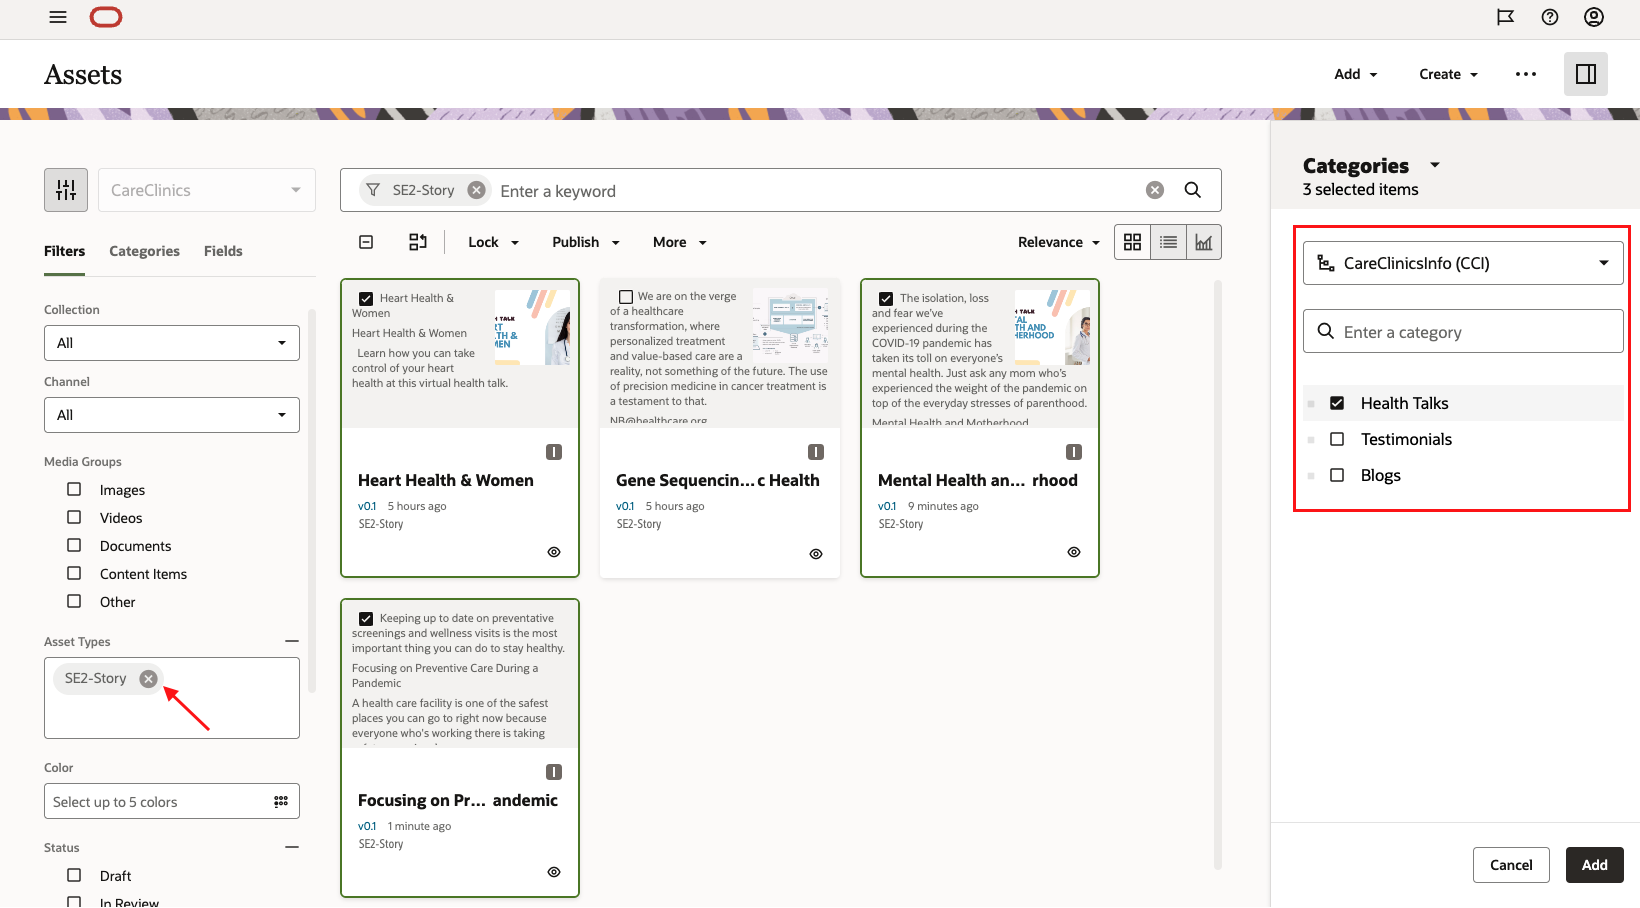 Assets
Add
Create
CareClinics
Filters
Categories
Fields
Collection
All
Channel
All
Media Groups
Images
Videos
Documents
Content Items
Other
Asset Types
SE2-Story
Color
Select up to 5 colors
Status
Draft
In Review
SE2-Story
Enter a keyword
Lock
Publish
More
Relevance
Heart Health &
Women
Heart Health & Women
Learn how you can take
control of your heart
health at this virtual health talk.
Heart Health & Women
v0.1 5 hours ago
SE2-Story
We are on the verge
of a healthcare
transformation, where
personalized treatment
and value-based care are a
reality, not something of the future. The use
of precision medicine in cancer treatment is
a testament to that.
NB@healthcare.org
Gene Sequencin... c Health
v0.1 5 hours ago
SE2-Story
The isolation, loss
and fear we've
experienced during the
COVID-19 pandemic has
taken its toll on everyone's
mental health. Just ask any mom who's
experienced the weight of the pandemic on
top of the everyday stresses of parenthood.
Mental Health and Motherhood
Mental Health an... rhood
v0.1 9 minutes ago
SE2-Story
Keeping up to date on preventative
screenings and wellness visits is the most
important thing you can do to stay healthy.
Focusing on Preventive Care During a
Pandemic
A health care facility is one of the safest
places you can go to right now because
everyone who's working there is taking
Focusing on Pr... andemic
v0.1 1 minute ago
SE2-Story
Categories
3 selected items
CareClinicsInfo (CCI)
Enter a category
Health Talks
Testimonials
Blogs
Cancel
Add